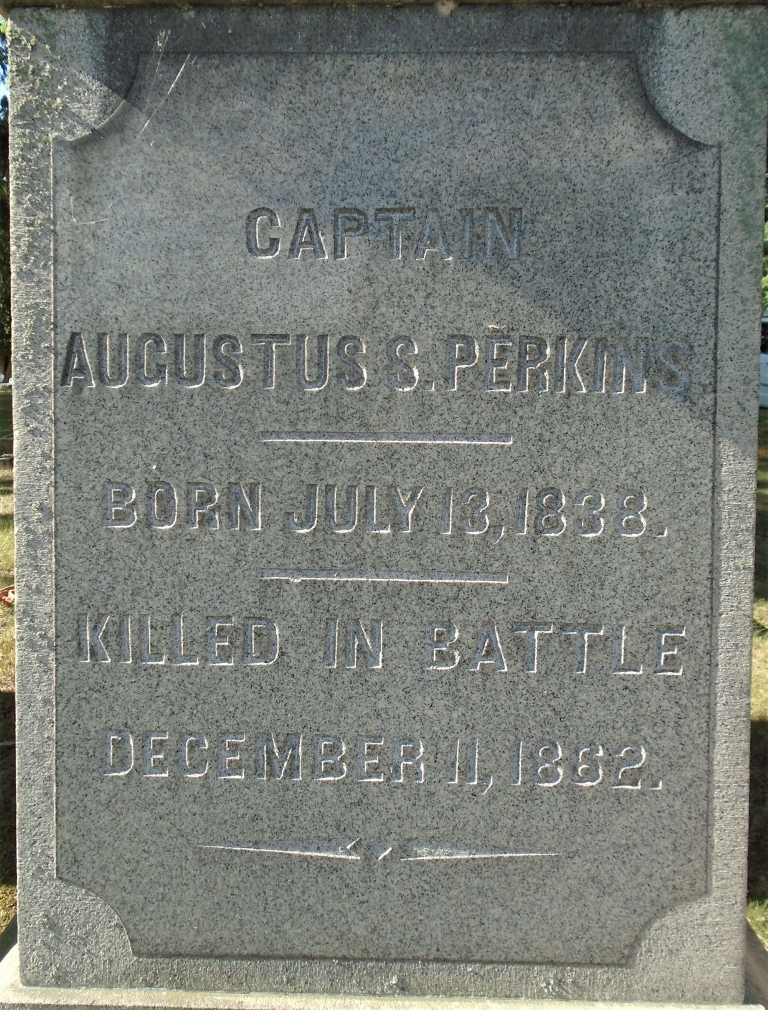 CAPTAIN
AUGUSTUS S. PERKINS
BORN JULY 13, 1838.
KILLED IN BATTLE
DECEMBER 11, 1862.